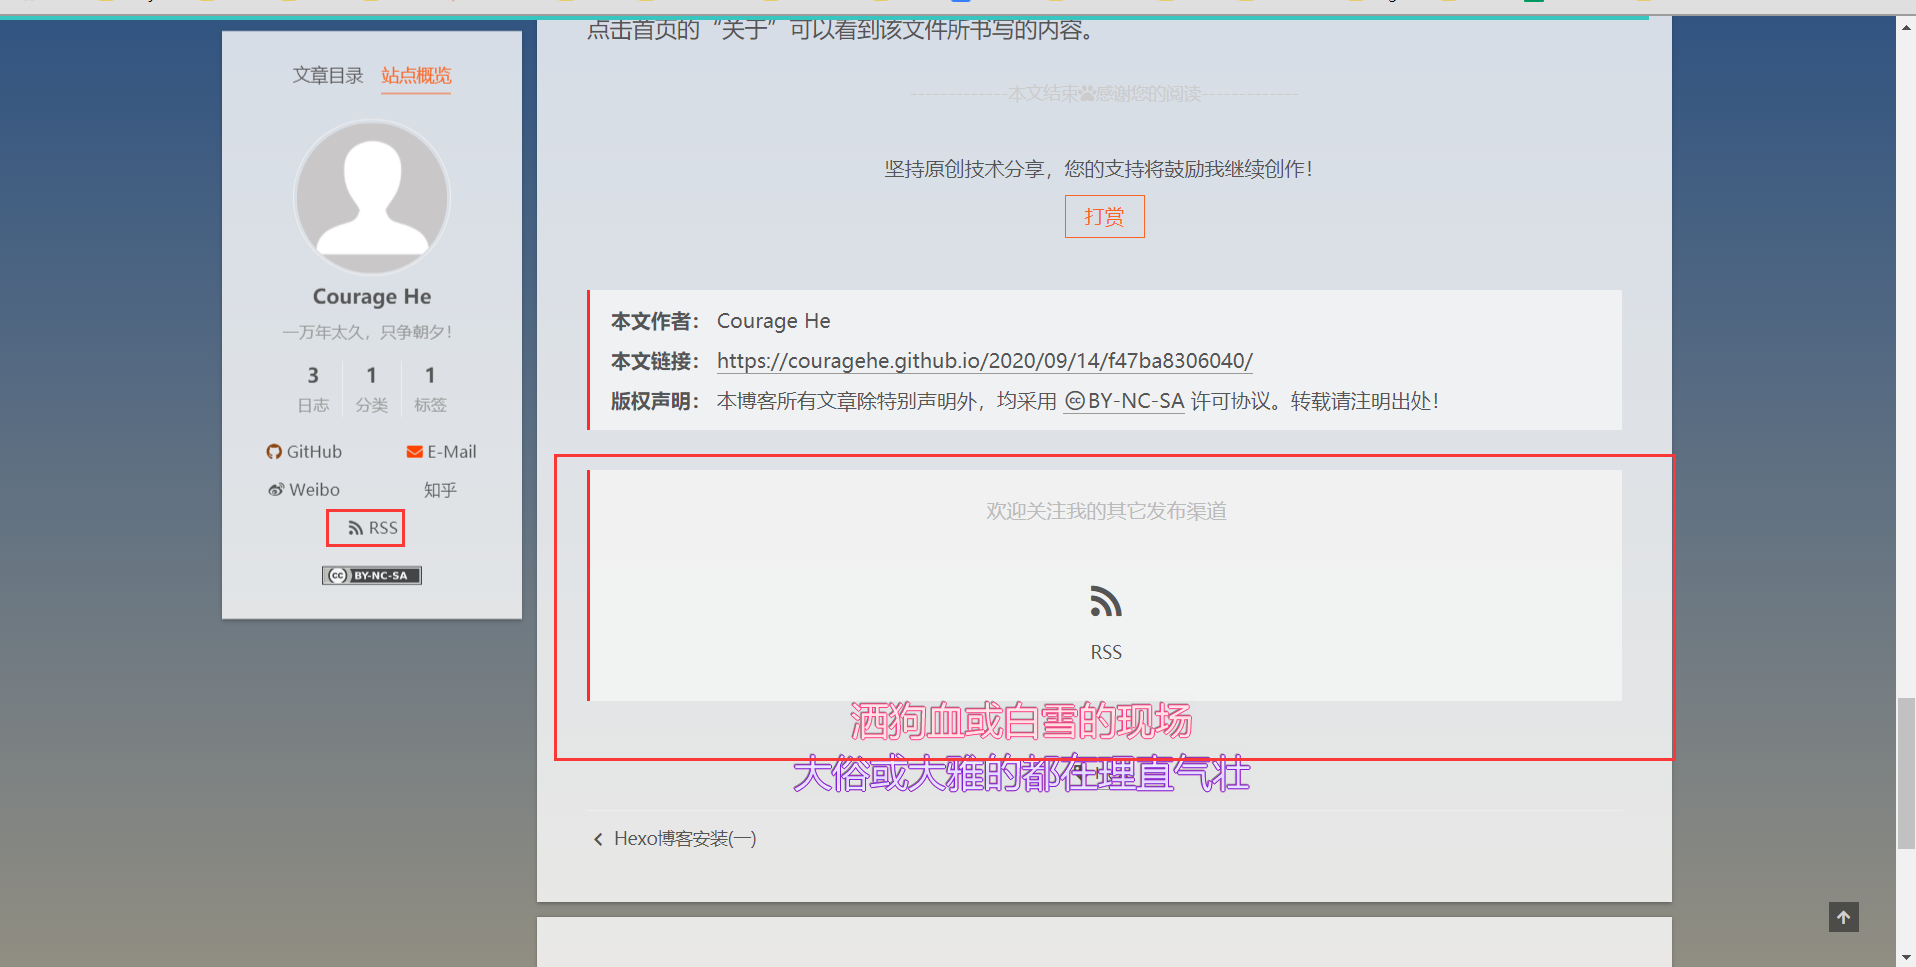 文章目录 站点概览
Courage He
一万年太久，只争朝夕！
3 1 1
日志 分类 标签
GitHub E-Mail
Weibo 知乎
RSS
BY-NC-SA
点击首页的“关于”可以看到该文件所书写的内容。
-------------本文结束感谢您的阅读-------------
坚持原创技术分享，您的支持将鼓励我继续创作！
打赏
本文作者： Courage He
本文链接： https://couragehe.github.io/2020/09/14/f47ba8306040/
版权声明： 本博客所有文章除特别声明外，均采用 BY-NC-SA 许可协议。转载请注明出处！
欢迎关注我的其它发布渠道
RSS
洒狗血或白雪的现场
大俗或大雅的都在理直气壮
Hexo博客安装(一)